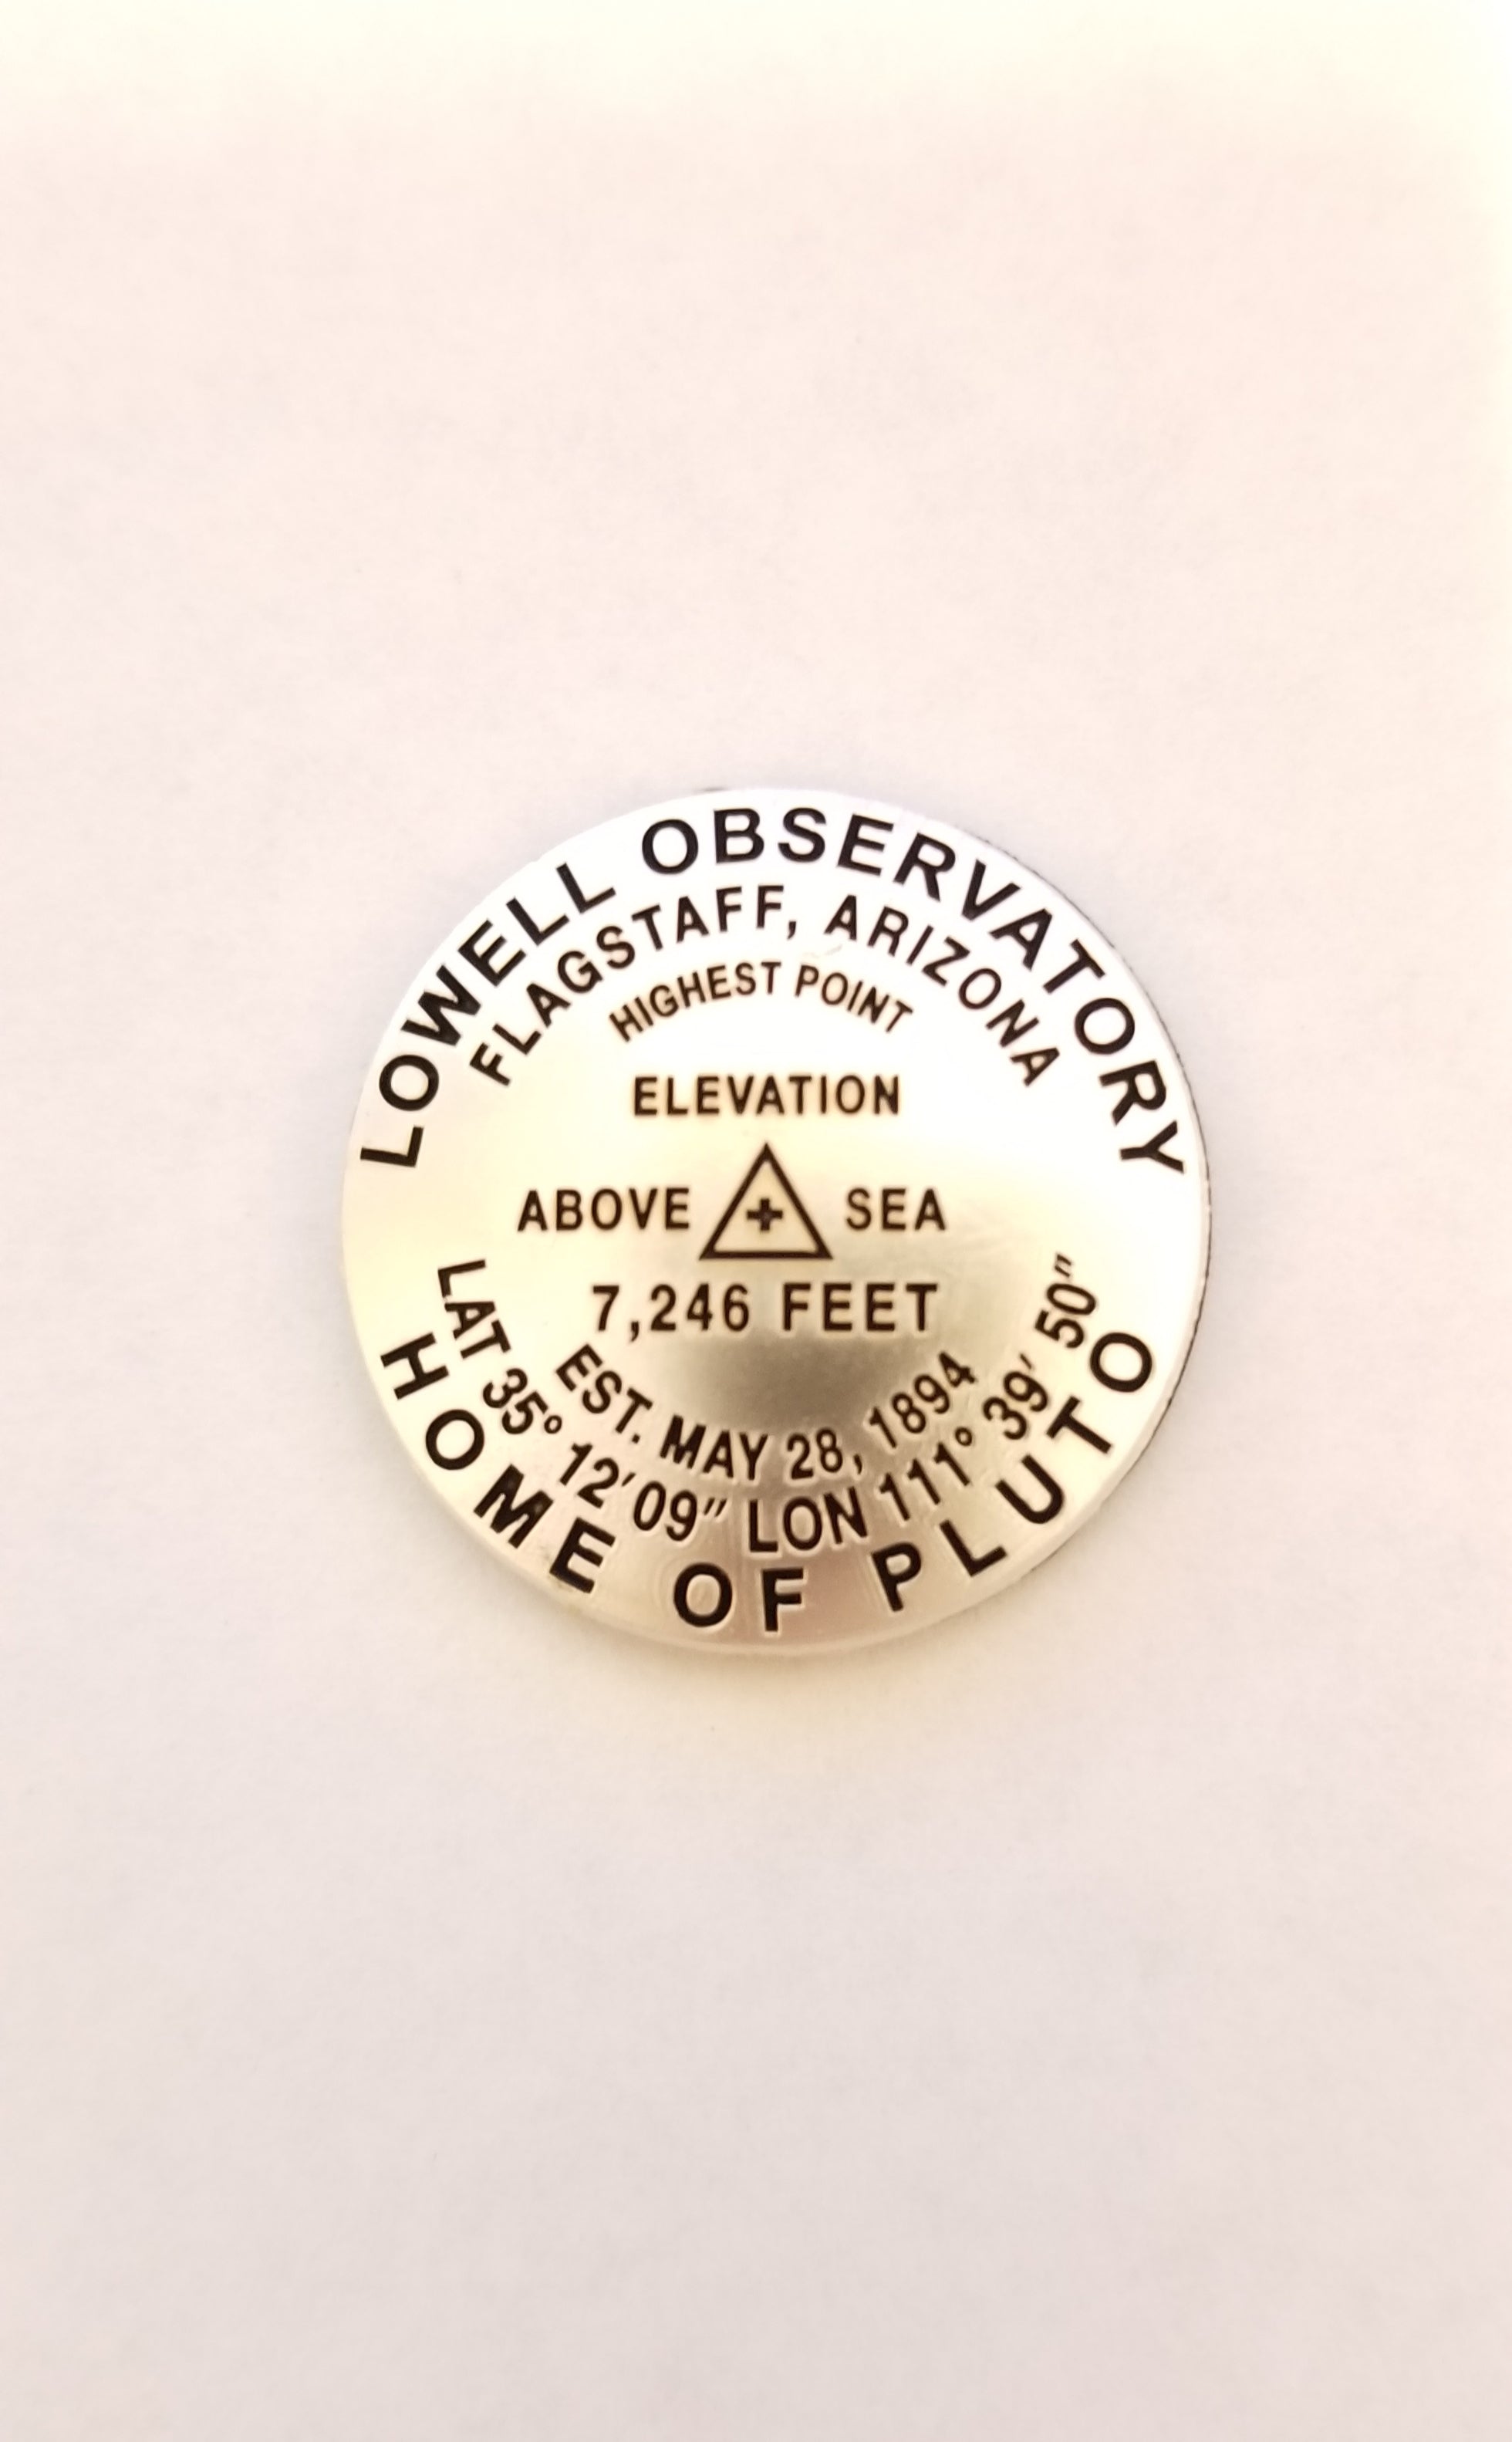 LOWELL OBSERVATORY
FLAGSTAFF, ARIZONA
HIGHEST POINT
ELEVATION
ABOVE SEA
7,246 FEET
EST. MAY 28, 1894
LAT 35° 12′ 09″ LON 111° 39′ 50″
HOME OF PLUTO